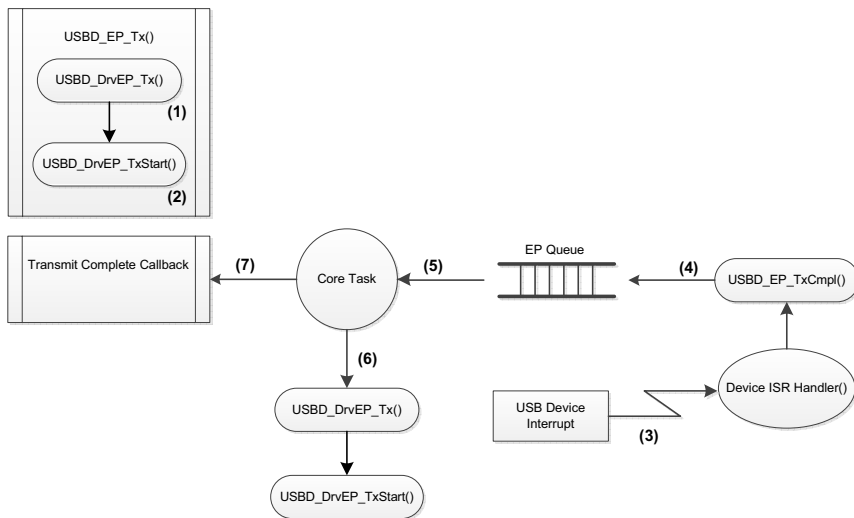 USBD_EP_Tx()
USBD_DrvEP_Tx()
(1)
USBD_DrvEP_TxStart()
(2)
Transmit Complete Callback
(7)
Core Task
(5)
EP Queue
(4)
USBD_EP_TxCmpl()
(6)
USBD_DrvEP_Tx()
USB Device
Interrupt
(3)
Device ISR Handler()
USBD_DrvEP_TxStart()